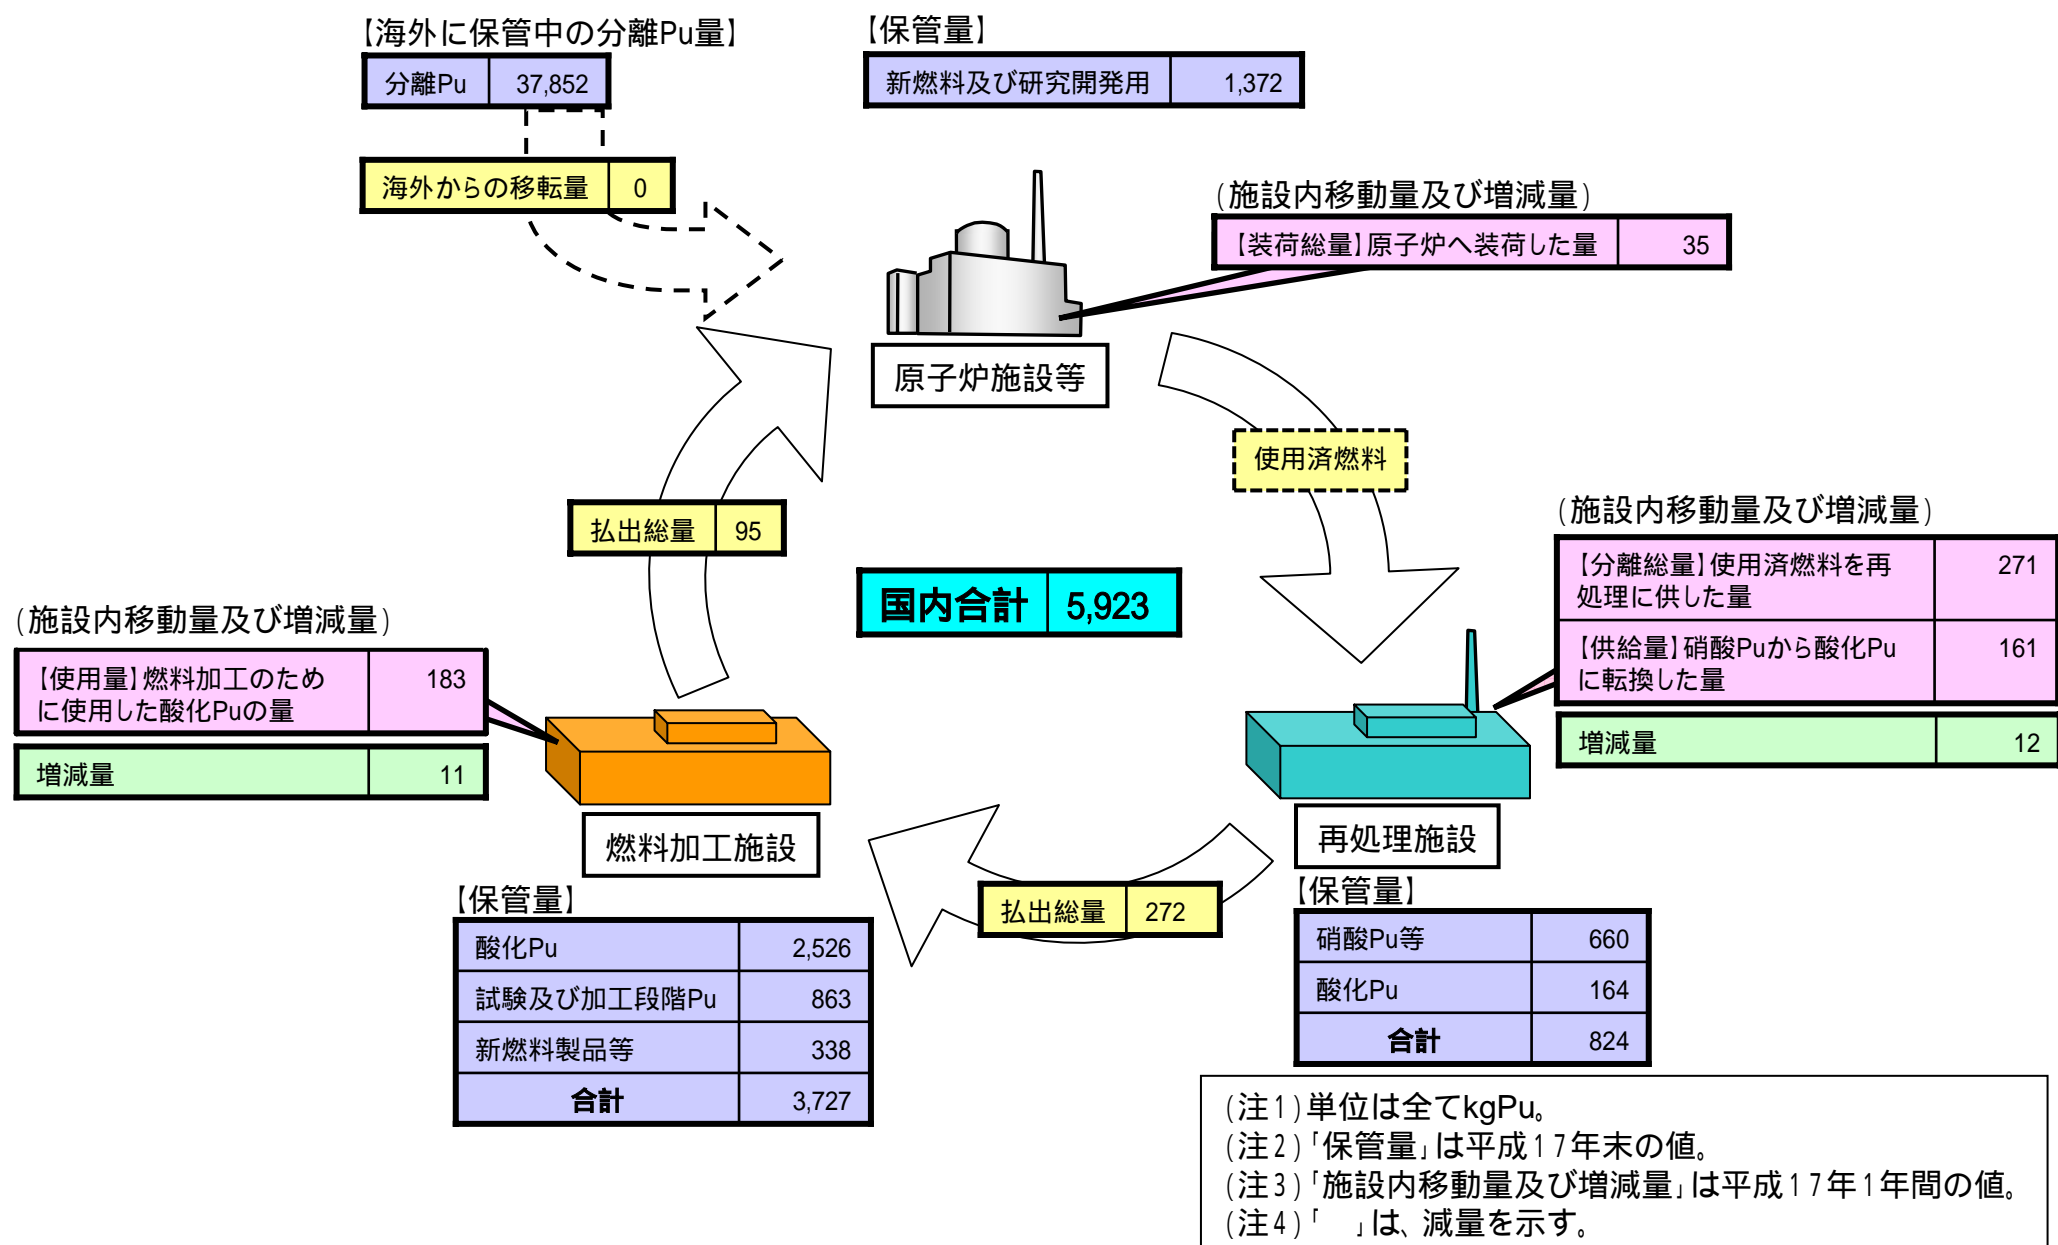 【海外に保管中の分離Pu量】
分離Pu 37,852
海外からの移転量 0
【保管量】
新燃料及び研究開発用 1,372
(施設内移動量及び増減量)
【装荷総量】原子炉へ装荷した量 35
原子炉施設等
使用済燃料
払出総量 95
国内合計 5,923
(施設内移動量及び増減量)
【分離総量】使用済燃料を再
処理に供した量 271
【供給量】硝酸Puから酸化Pu
に転換した量 161
増減量 12
(施設内移動量及び増減量)
【使用量】燃料加工のため
に使用した酸化Puの量 183
増減量 11
燃料加工施設
再処理施設
払出総量 272
【保管量】
酸化Pu 2,526
試験及び加工段階Pu 863
新燃料製品等 338
合計 3,727
【保管量】
硝酸Pu等 660
酸化Pu 164
合計 824
(注1)単位は全てkgPu。
(注2)「保管量」は平成17年末の値。
(注3)「施設内移動量及び増減量」は平成17年1年間の値。
(注4)「 」は、減量を示す。